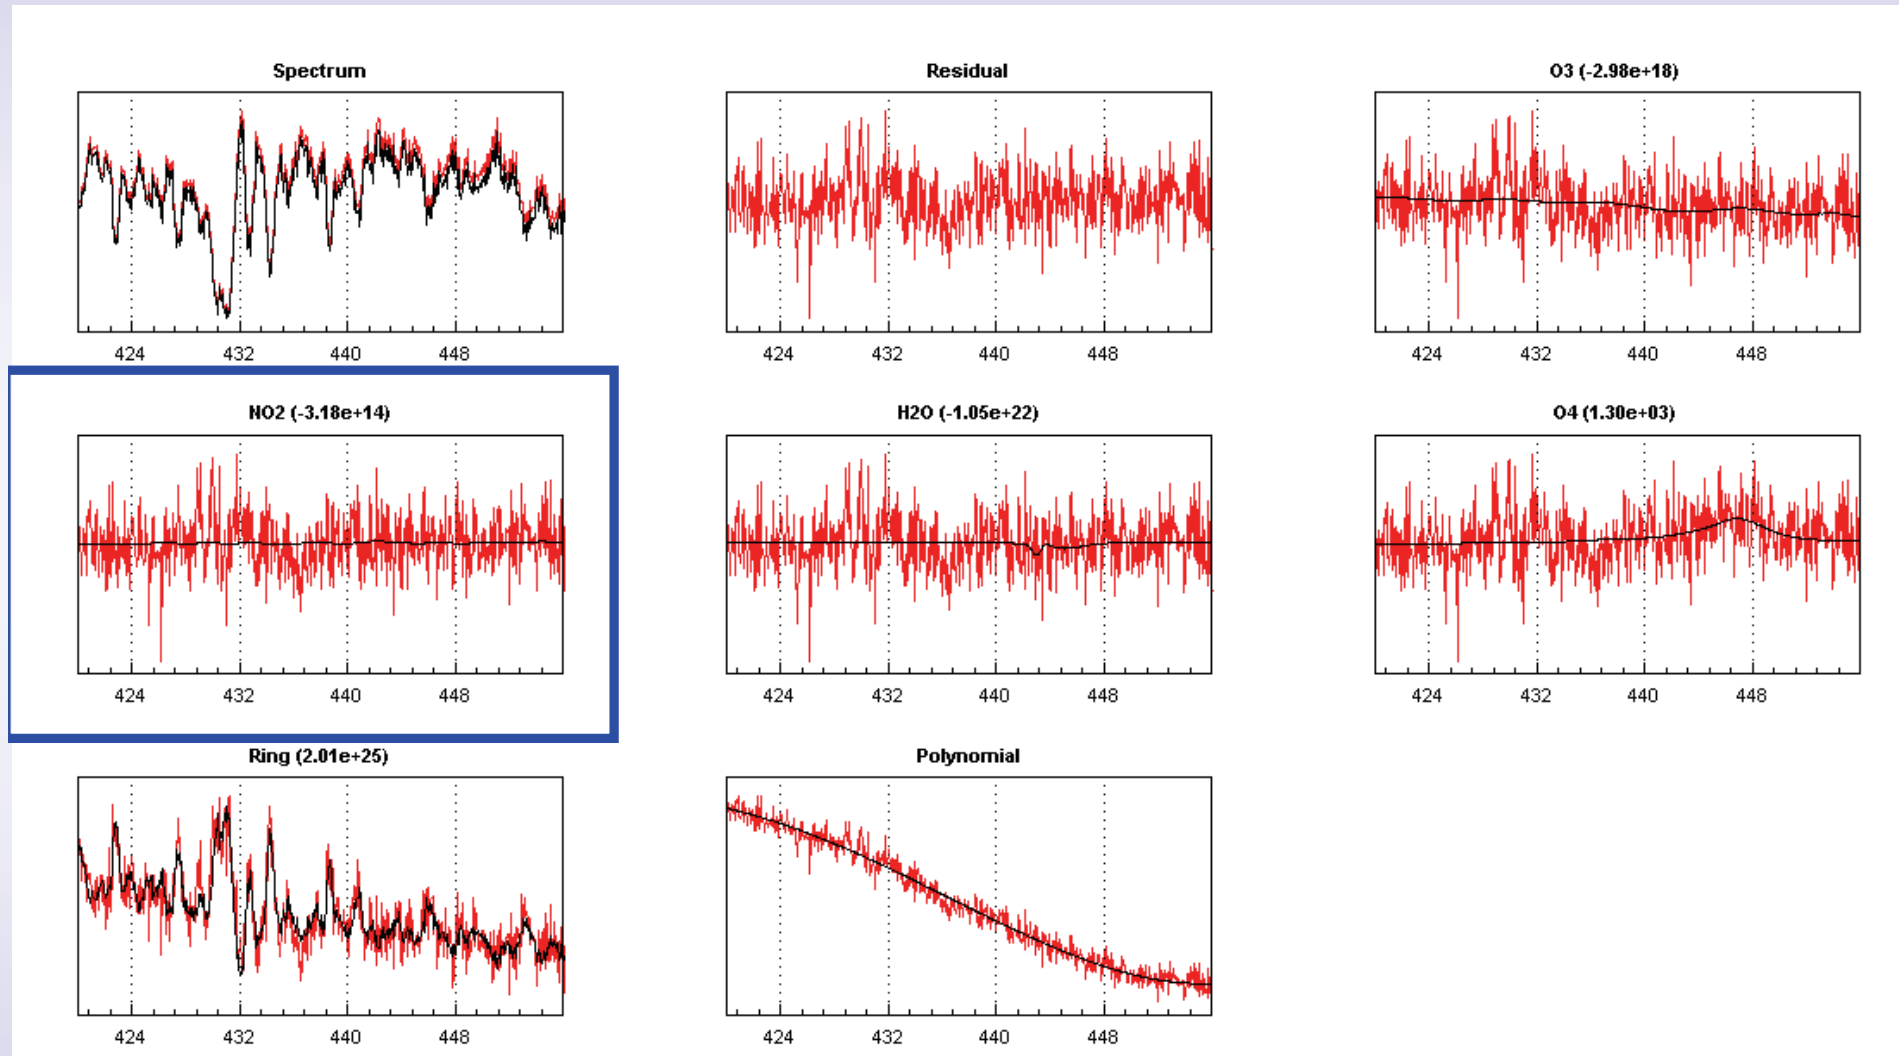 Spectrum
Residual
O3 (-2.98e+18)
424 432 440 448
424 432 440 448
424 432 440 448
NO2 (-3.18e+14)
H2O (-1.05e+22)
O4 (1.30e+03)
424 432 440 448
424 432 440 448
424 432 440 448
Ring (2.01e+25)
Polynomial
424 432 440 448
424 432 440 448